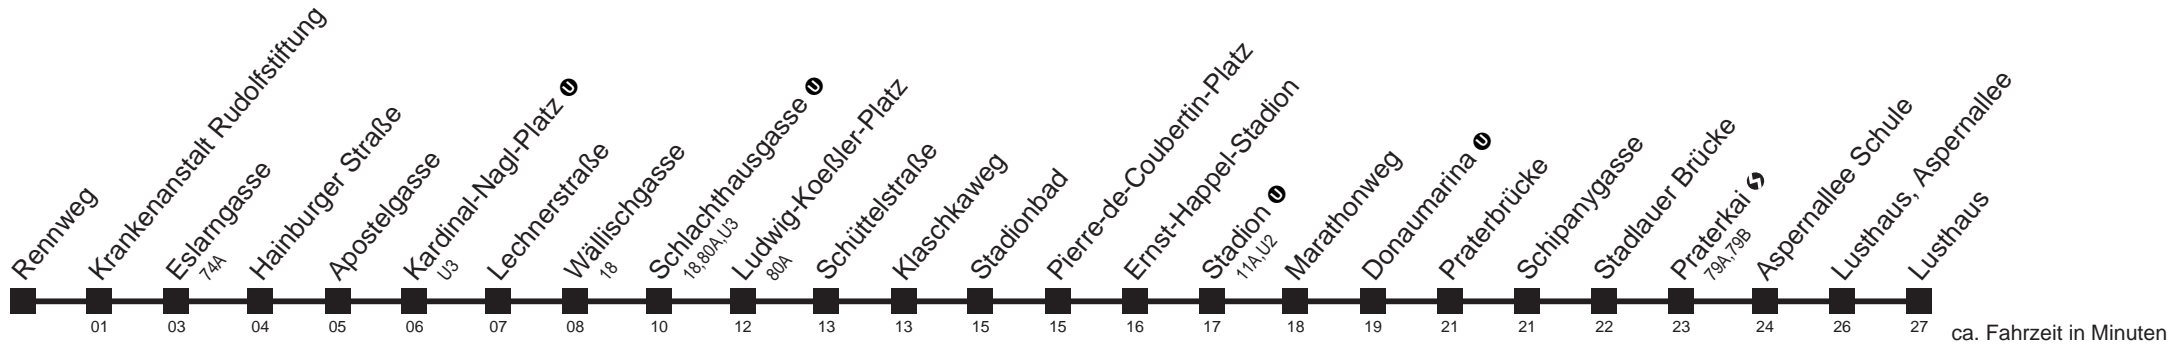 Rennweg
Krankenanstalt Rudolfstiftung
Eslarngasse
74A
Hainburger Straße
Apostelgasse
Kardinal-Nagl-Platz U
U3
Lechnerstraße
Wällischgasse
18
Schlachthausgasse U
18,80A,U3
Ludwig-Koeßler-Platz
80A
Schüttelstraße
Klaschkaweg
Stadionbad
Pierre-de-Coubertin-Platz
Ernst-Happel-Stadion
Stadion U
11A,U2
Marathonweg
Donaumarina U
Praterbrücke
Schipanygasse
Stadlauer Brücke
Praterkai
79A,79B
Aspernallee Schule
Lusthaus, Aspernallee
Lusthaus
01 03 04 05 06 07 08 10 12 13 13 15 15 16 17 18 19 21 21 22 23 24 26 27
ca. Fahrzeit in Minuten